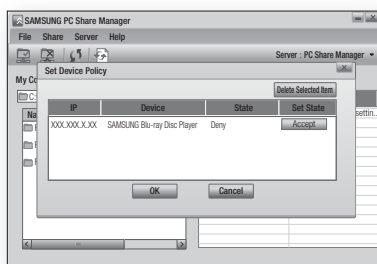 SAMSUNG PC Share Manager
File Share Server Help
Server : PC Share Manager
Set Device Policy
My Co
Delete Selected Item
C:
IP Device State Set State
Na
settin..
XXX.XXX.X.XX SAMSUNG Blu-ray Disc Player Deny Accept
OK Cancel